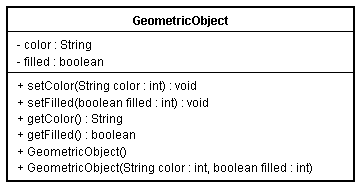 GeometricObject
- color : String
- filled : boolean
+ setColor(String color : int) : void
+ setFilled(boolean filled : int) : void
+ getColor() : String
+ getFilled() : boolean
+ GeometricObject()
+ GeometricObject(String color : int, boolean filled : int)